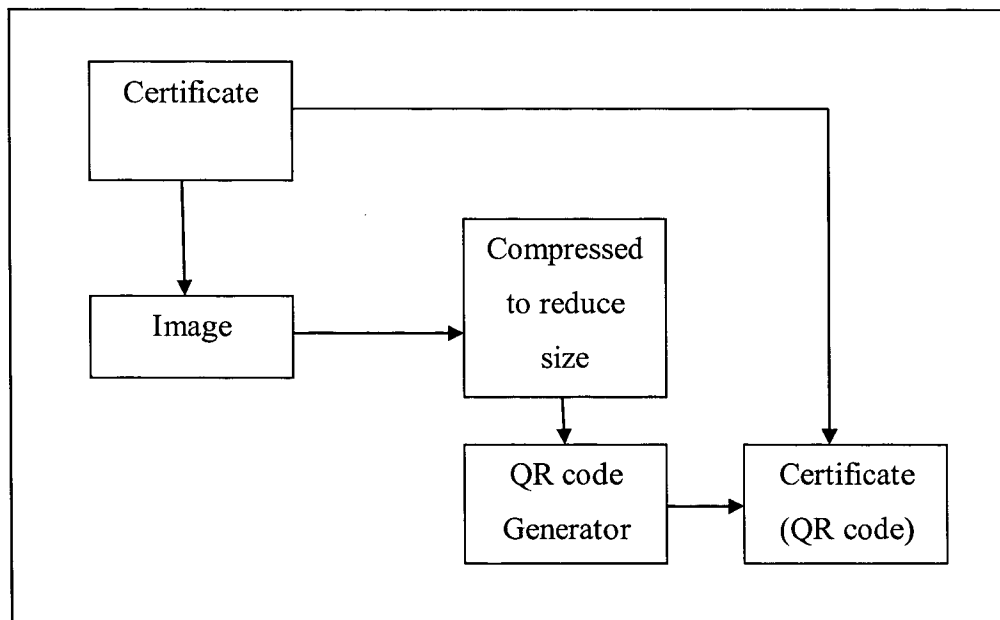 Certificate
Image
Compressed
to reduce
size
QR code
Generator
Certificate
(QR code)